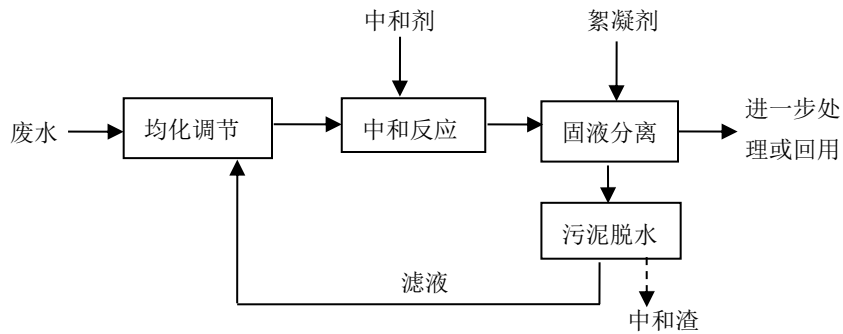 中和剂
絮凝剂
废水
均化调节
中和反应
固液分离
进一步处
理或回用
污泥脱水
滤液
中和渣